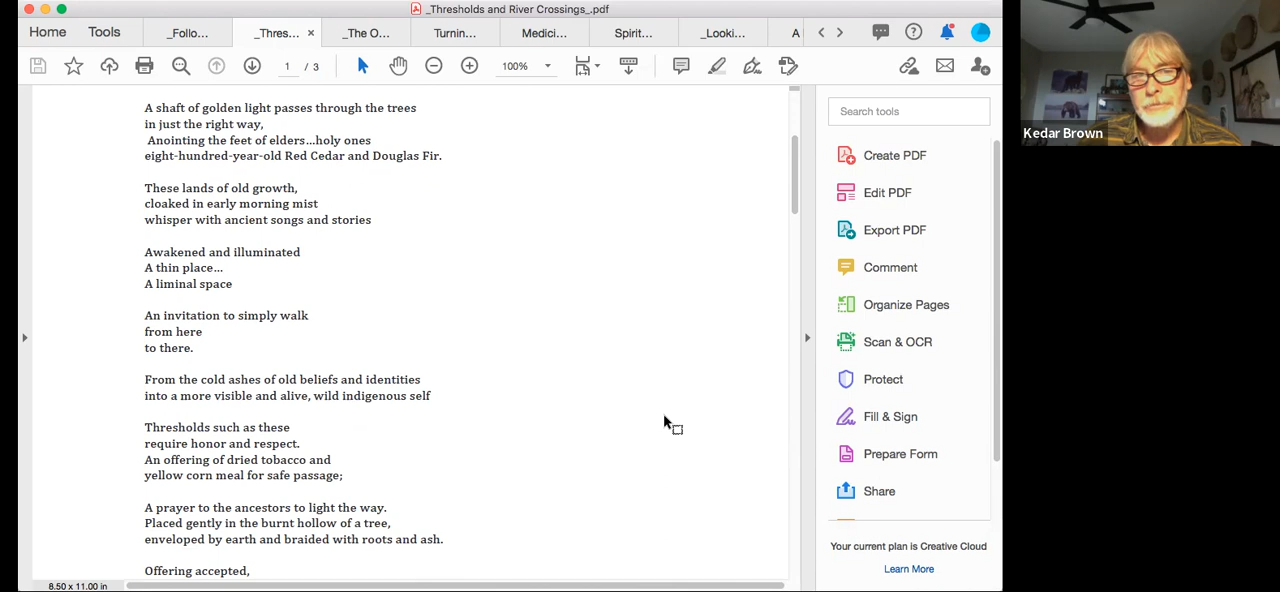 _Thresholds and River Crossings_.pdf
Home
Tools
_Follo...
_Thres...
_The O...
Turnin...
Medici...
Spirit...
_Looki...
A
1 / 3
100%
A shaft of golden light passes through the trees
in just the right way,
Anointing the feet of elders...holy ones
eight-hundred-year-old Red Cedar and Douglas Fir.
These lands of old growth,
cloaked in early morning mist
whisper with ancient songs and stories
Awakened and illuminated
A thin place...
A liminal space
An invitation to simply walk
from here
to there.
From the cold ashes of old beliefs and identities
into a more visible and alive, wild indigenous self
Thresholds such as these
require honor and respect.
An offering of dried tobacco and
yellow corn meal for safe passage;
A prayer to the ancestors to light the way.
Placed gently in the burnt hollow of a tree,
enveloped by earth and braided with roots and ash.
Offering accepted,
8.50 x 11.00 in
Search tools
Create PDF
Edit PDF
Export PDF
Comment
Organize Pages
Scan & OCR
Protect
Fill & Sign
Prepare Form
Share
Your current plan is Creative Cloud
Learn More
Kedar Brown